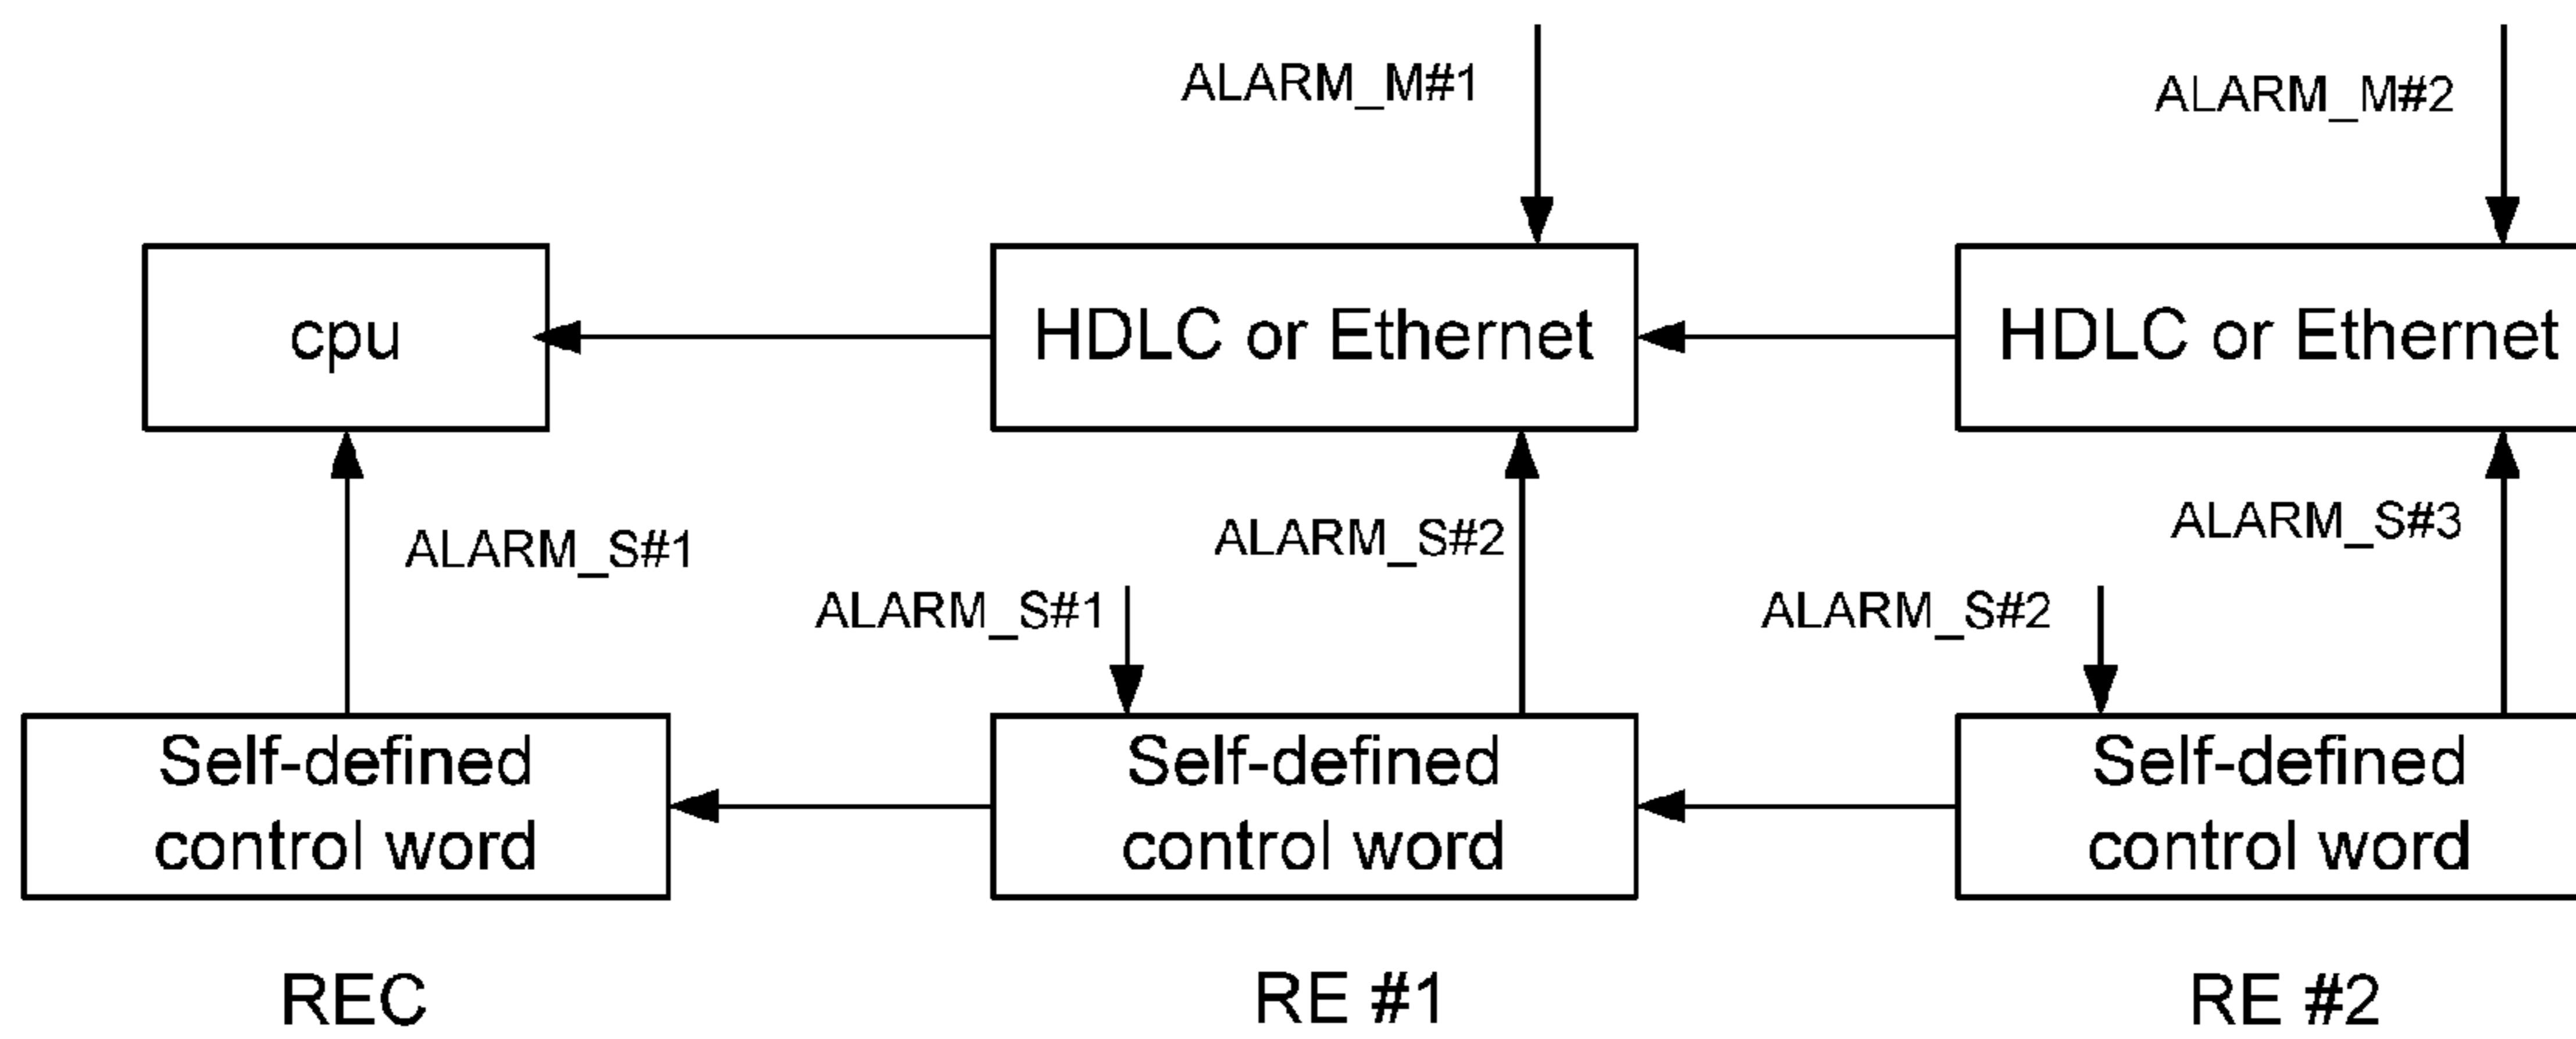 ALARM_M#1
ALARM_M#2
cpu
HDLC or Ethernet
HDLC or Ethernet
ALARM_S#1
ALARM_S#2
ALARM_S#3
ALARM_S#1
ALARM_S#2
Self-defined
control word
Self-defined
control word
Self-defined
control word
REC
RE #1
RE #2